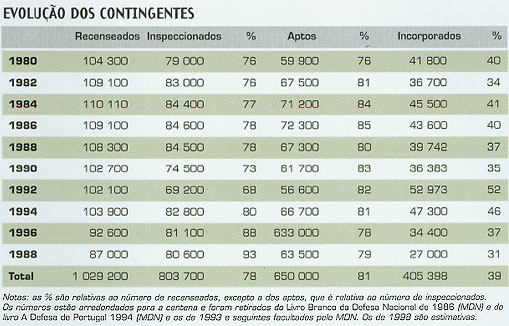 EVOLUÇÃO DOS CONTINGENTES
Recenseados Inspeccionados % Aptos % Incorporados %
1980 104 300 79 000 76 59 900 76 41 800 40
1982 109 100 83 000 76 67 500 81 36 700 34
1984 110 110 84 400 77 71 200 84 45 500 41
1986 109 100 84 600 78 72 300 85 43 600 40
1988 108 300 84 500 78 67 300 80 39 742 37
1990 102 700 74 500 73 61 700 83 36 383 35
1992 102 100 69 200 68 56 600 82 52 973 52
1994 103 900 82 800 80 66 700 81 47 300 46
1996 92 600 81 100 88 633 000 78 34 400 37
1988 87 000 80 600 93 63 500 79 27 000 31
Total 1 029 200 803 700 78 650 000 81 405 398 39
Notas: as % são relativas ao número de recenseados, excepto a dos aptos, que é relativa ao número de inspeccionados.
Os números estão arredondados para a centena e foram retirados do Livro Branco da Defesa Nacional de 1986 (MDN) e do
livro A Defesa de Portugal 1994 (MDN) e os de 1993 e seguintes facultados pelo MDN. Os de 1998 são estimativas.